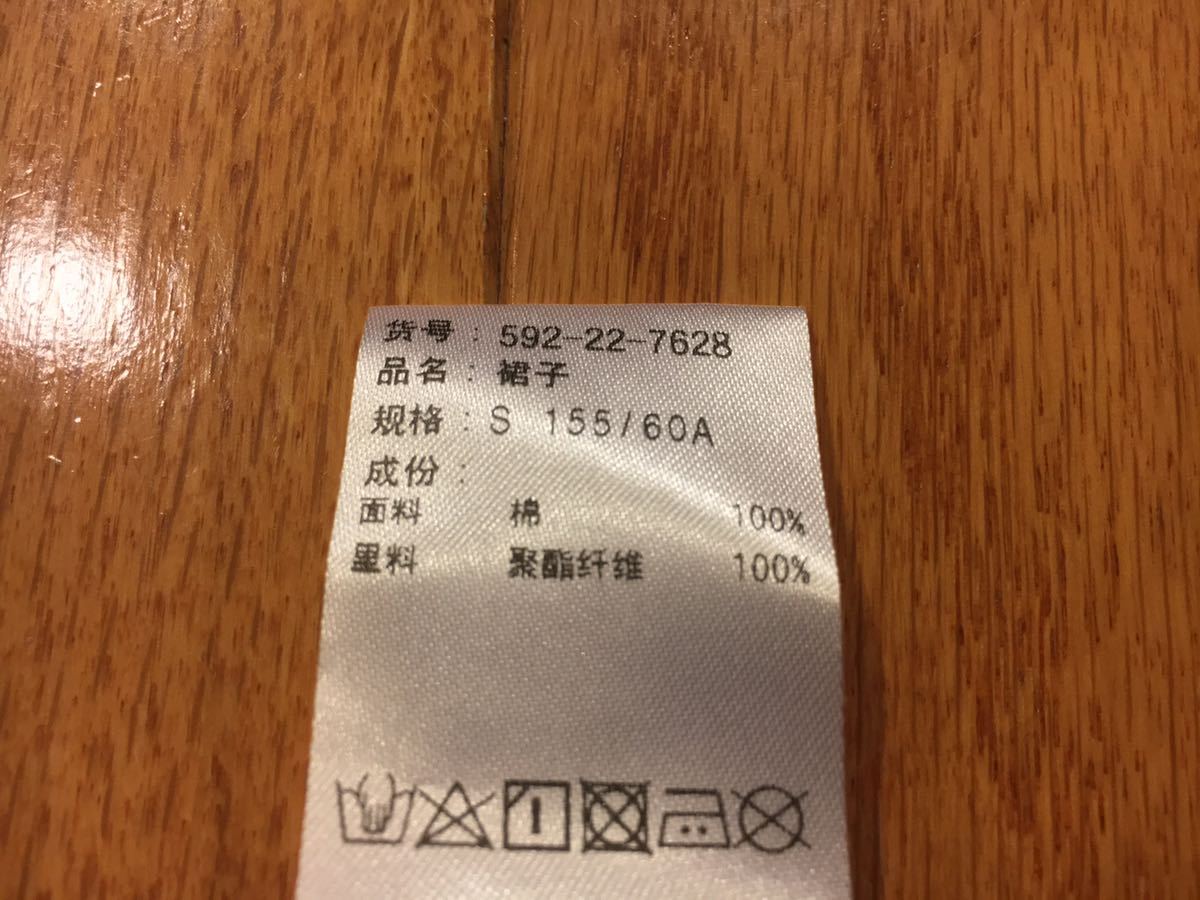 货号：592-22-7628
品名：裙子
规格：S 155/60A
成份：
面料 棉 100%
里料 聚酯纤维 100%